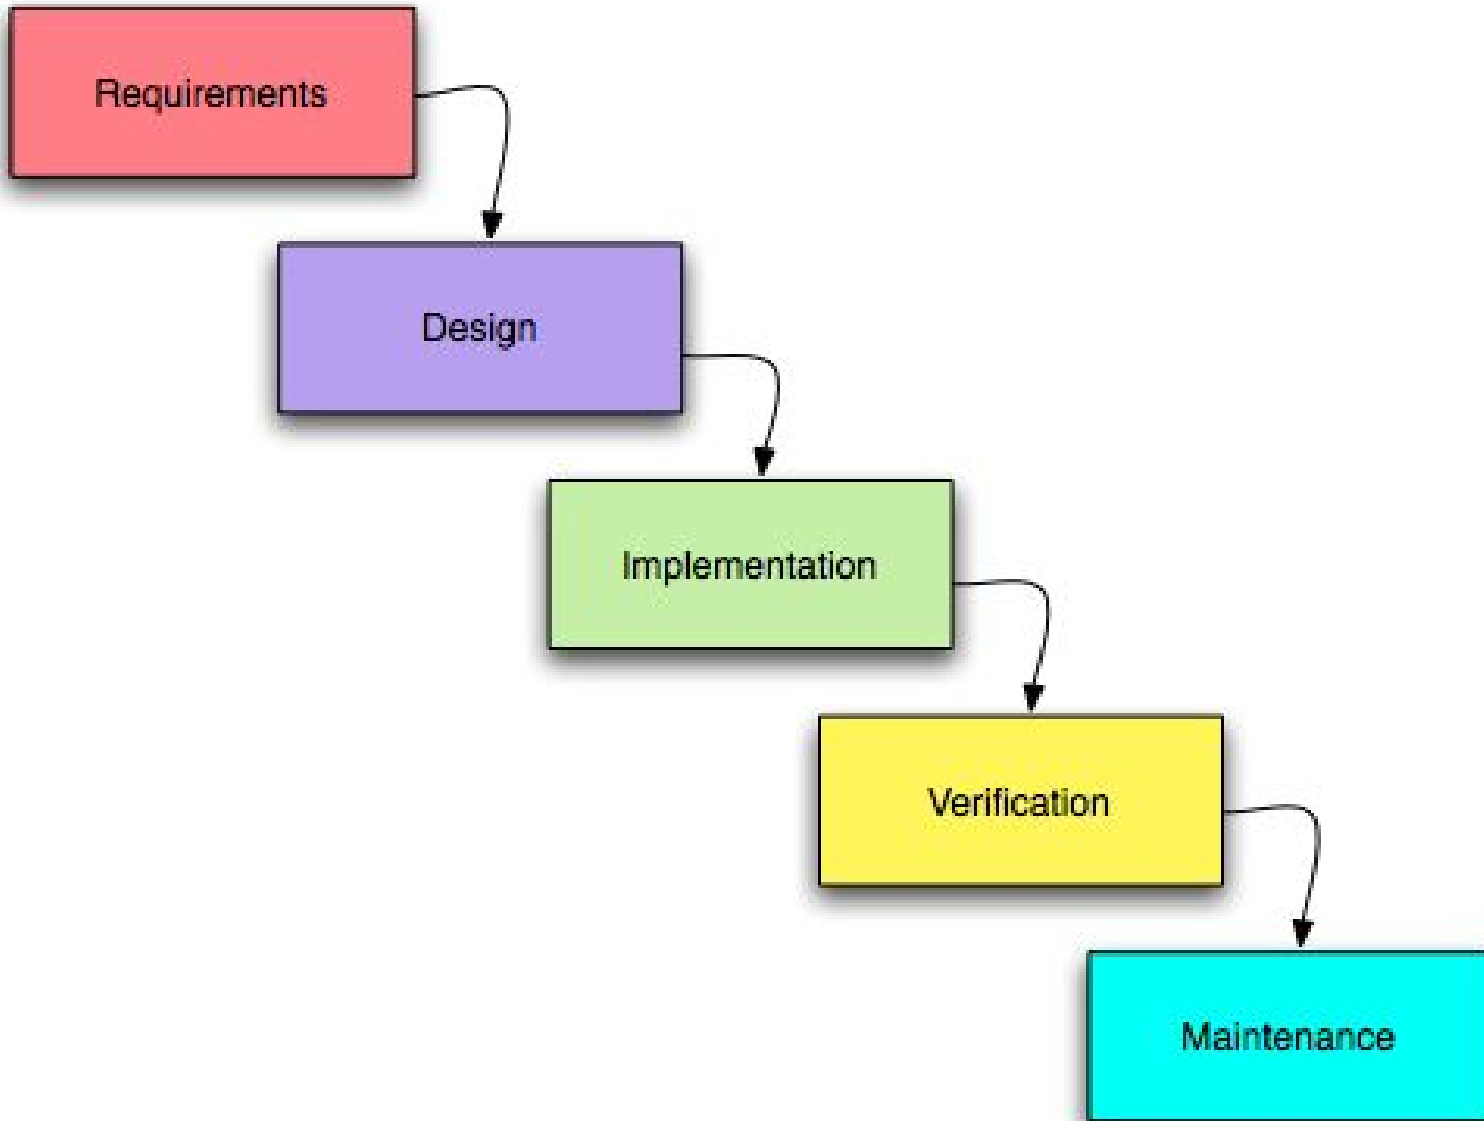 Requirements
Design
Implementation
Verification
Maintenance